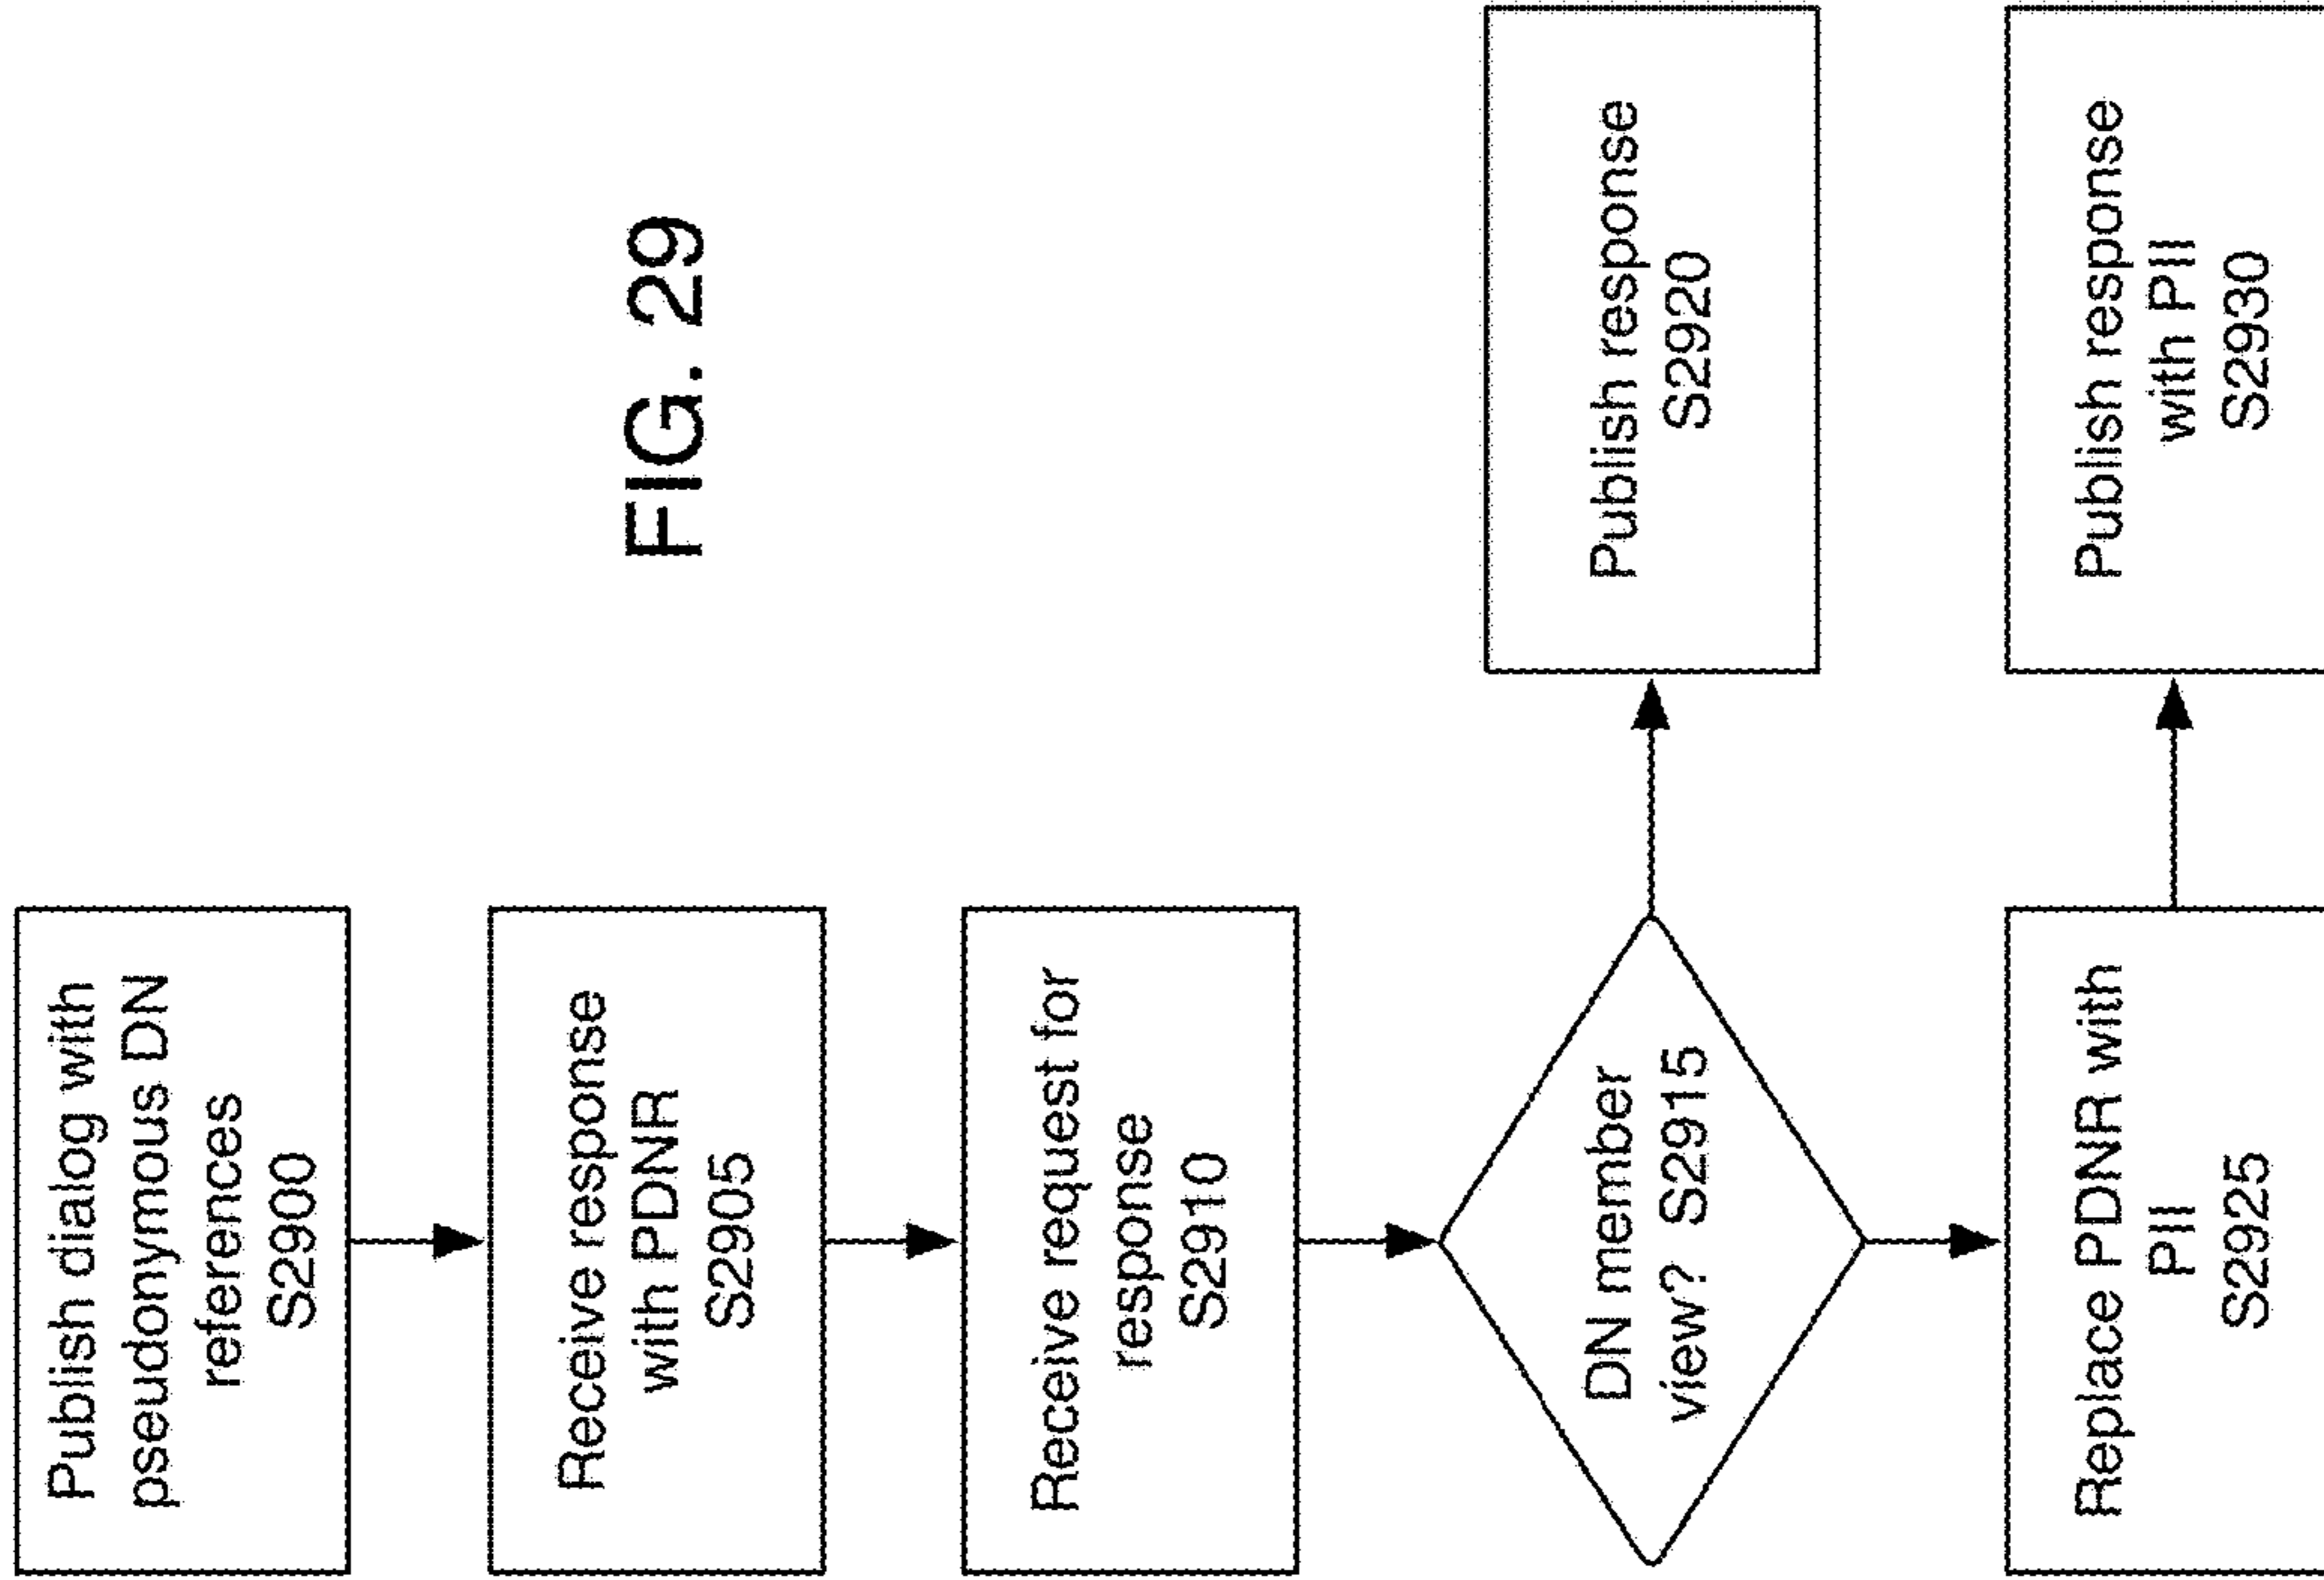 Publish dialog with
pseudonymous DN
references
S2900
Receive response
with PDNR
S2905
Receive request for
response
S2910
DN member
view? S2915
Publish response
S2920
Replace PDNR with
PII
S2925
Publish response
with PII
S2930
FIG. 29